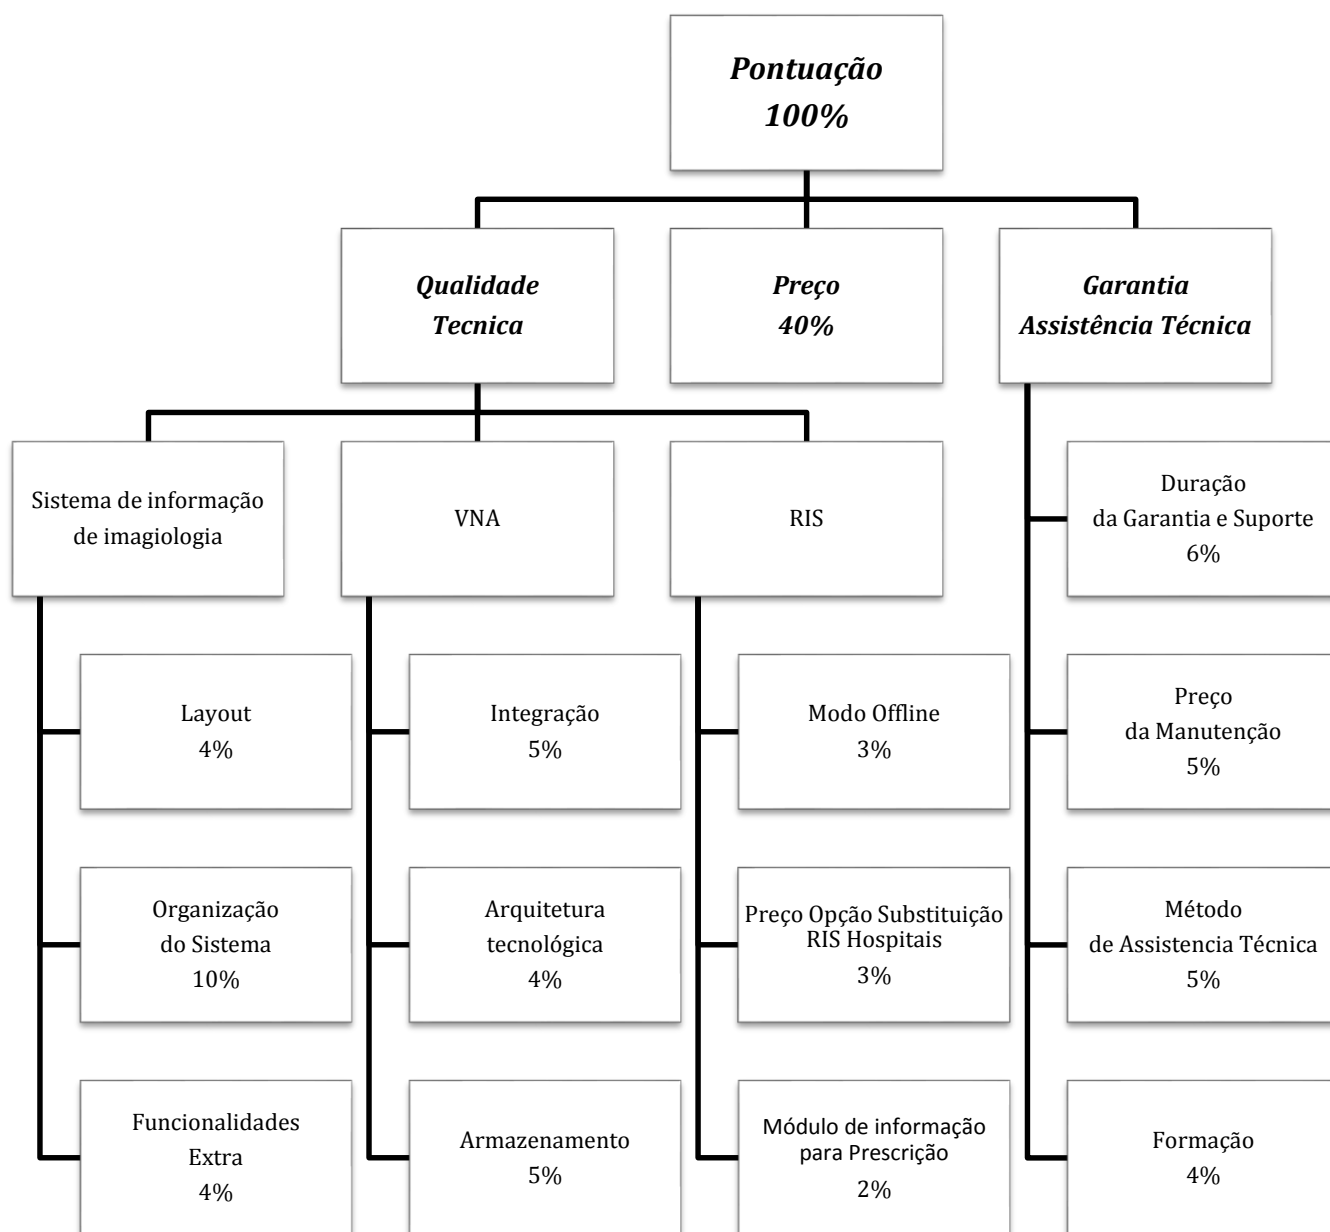 Pontuação
100%
Qualidade
Tecnica
Preço
40%
Garantia
Assistência Técnica
Sistema de informação
de imagiologia
VNA
RIS
Duração
da Garantia e Suporte
6%
Layout
4%
Integração
5%
Modo Offline
3%
Preço
da Manutenção
5%
Organização
do Sistema
10%
Arquitetura
tecnológica
4%
Preço Opção Substituição
RIS Hospitais
3%
Método
de Assistencia Técnica
5%
Funcionalidades
Extra
4%
Armazenamento
5%
Módulo de informação
para Prescrição
2%
Formação
4%